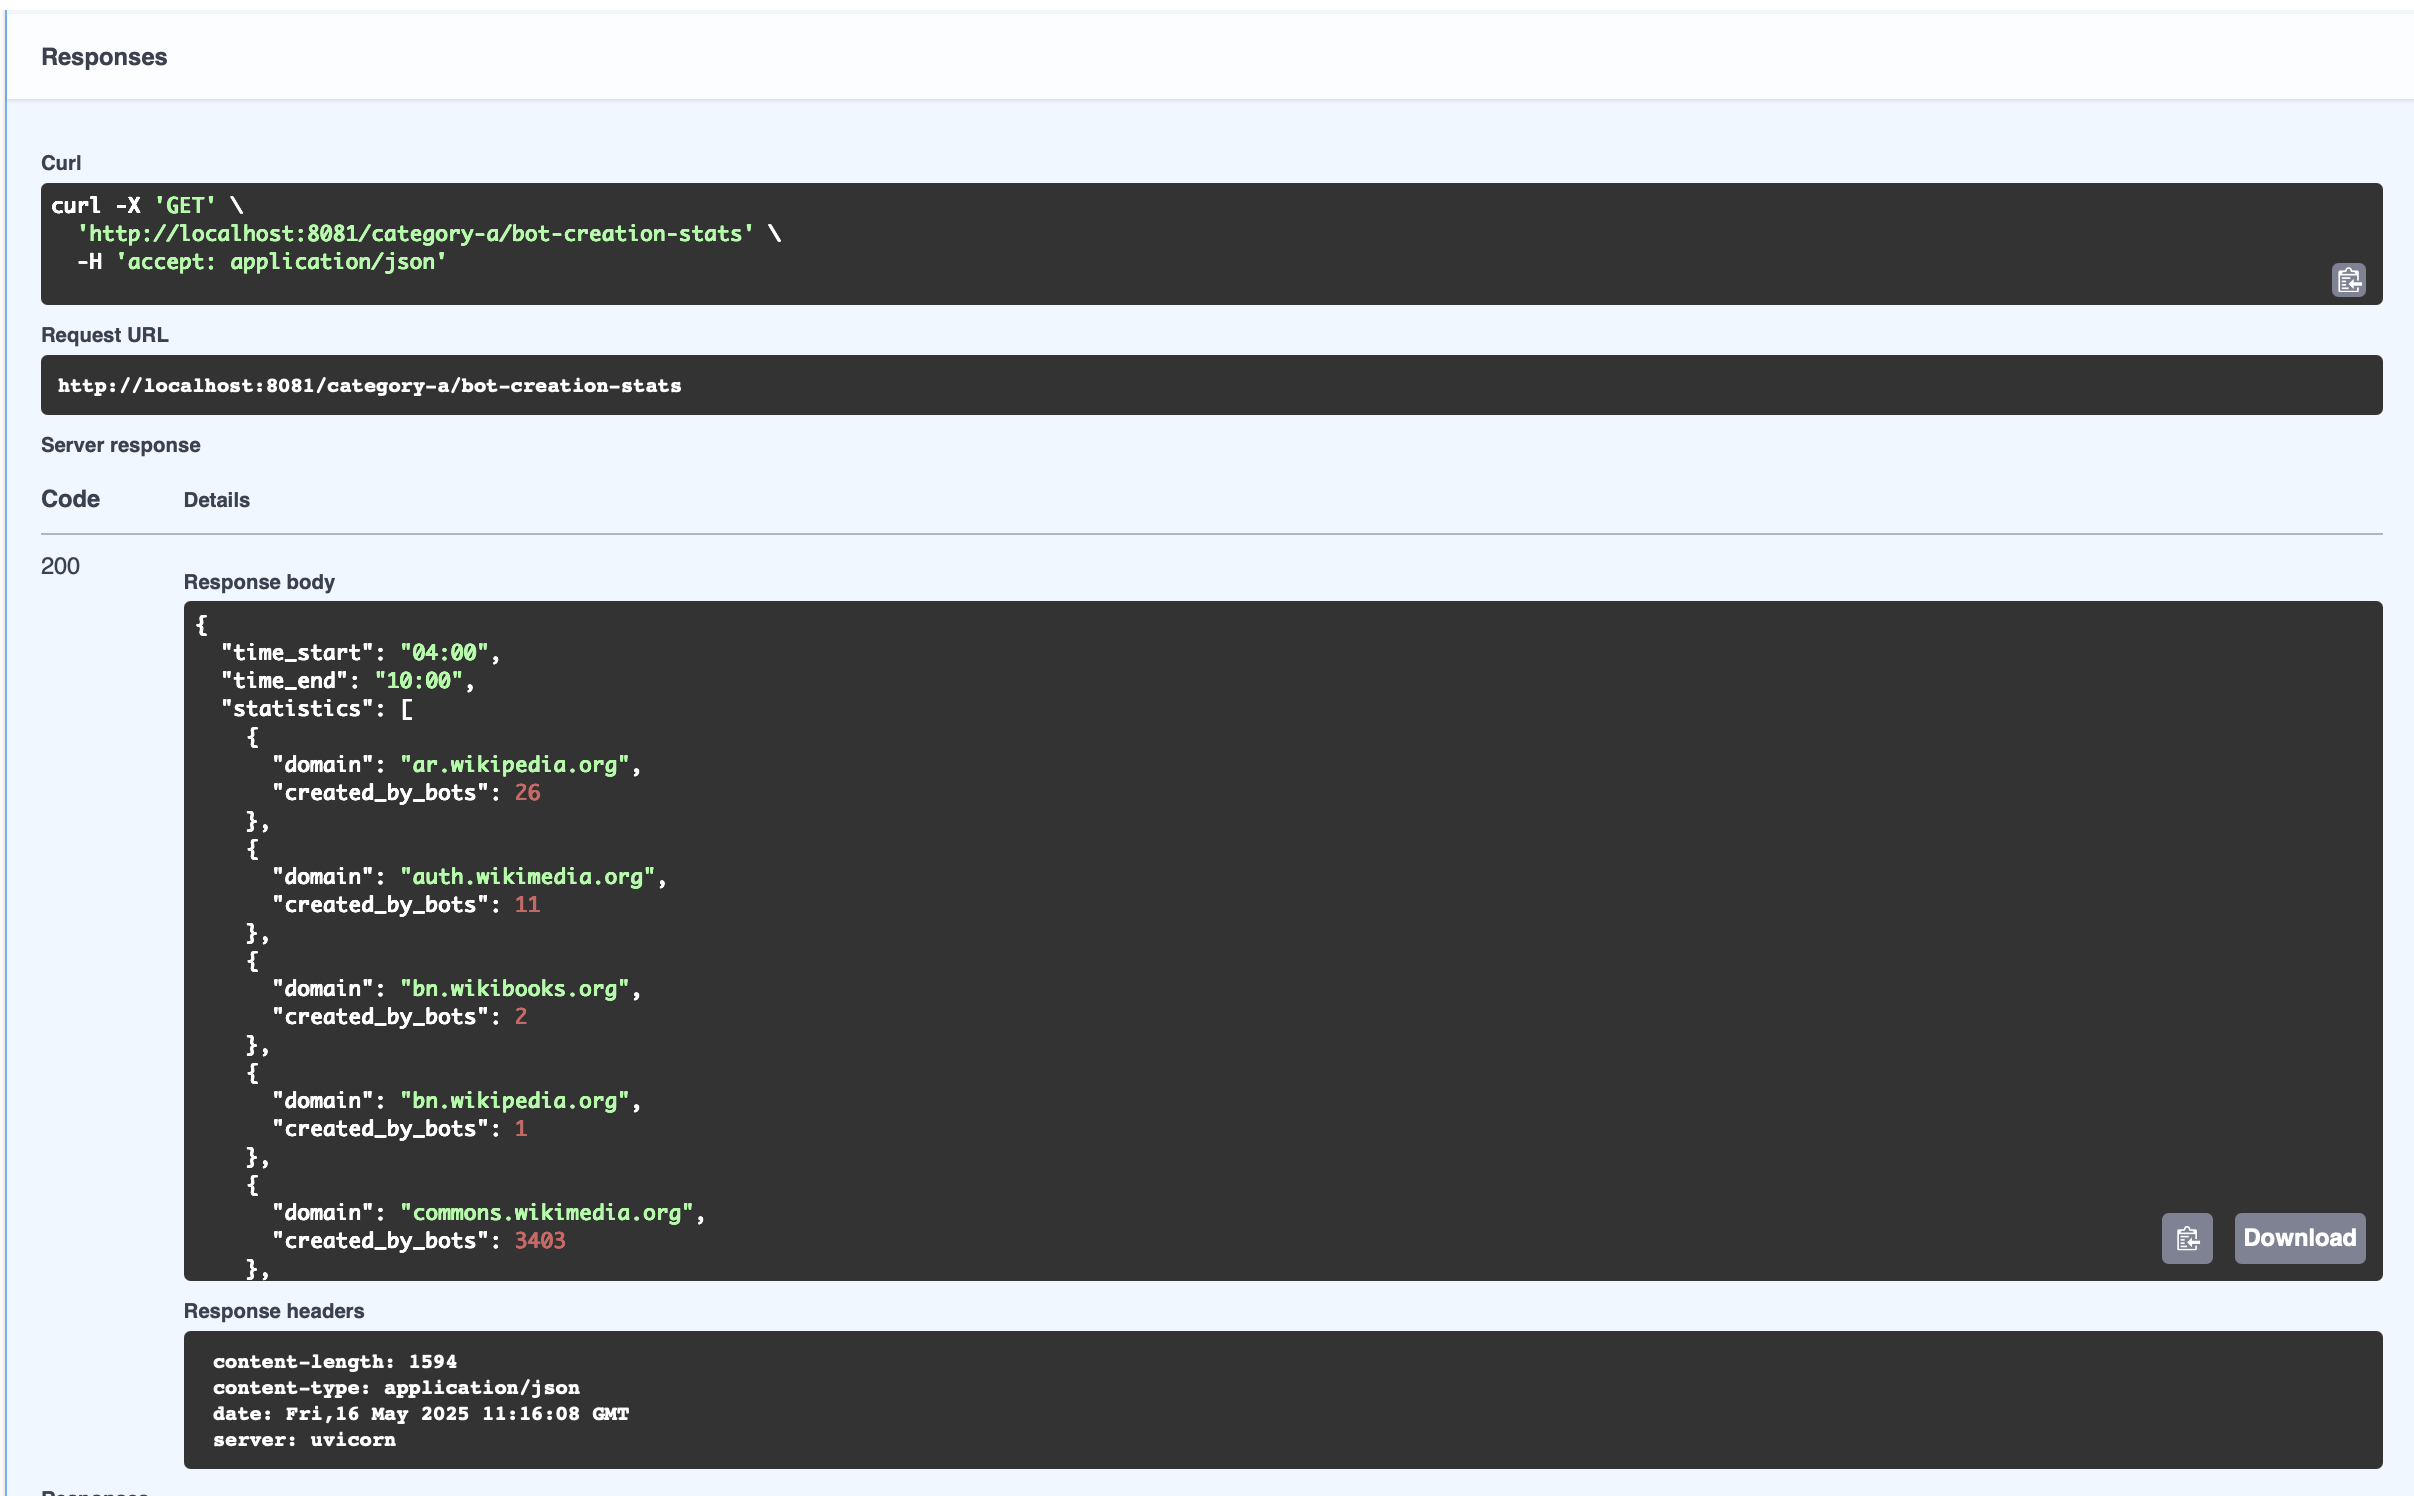 Responses
Curl
curl -X 'GET' \
  'http://localhost:8081/category-a/bot-creation-stats' \
  -H 'accept: application/json'
Request URL
http://localhost:8081/category-a/bot-creation-stats
Server response
Code Details
200
Response body
{
  "time_start": "04:00",
  "time_end": "10:00",
  "statistics": [
    {
      "domain": "ar.wikipedia.org",
      "created_by_bots": 26
    },
    {
      "domain": "auth.wikimedia.org",
      "created_by_bots": 11
    },
    {
      "domain": "bn.wikibooks.org",
      "created_by_bots": 2
    },
    {
      "domain": "bn.wikipedia.org",
      "created_by_bots": 1
    },
    {
      "domain": "commons.wikimedia.org",
      "created_by_bots": 3403
    },
Download
Response headers
content-length: 1594
content-type: application/json
date: Fri,16 May 2025 11:16:08 GMT
server: uvicorn
Responses